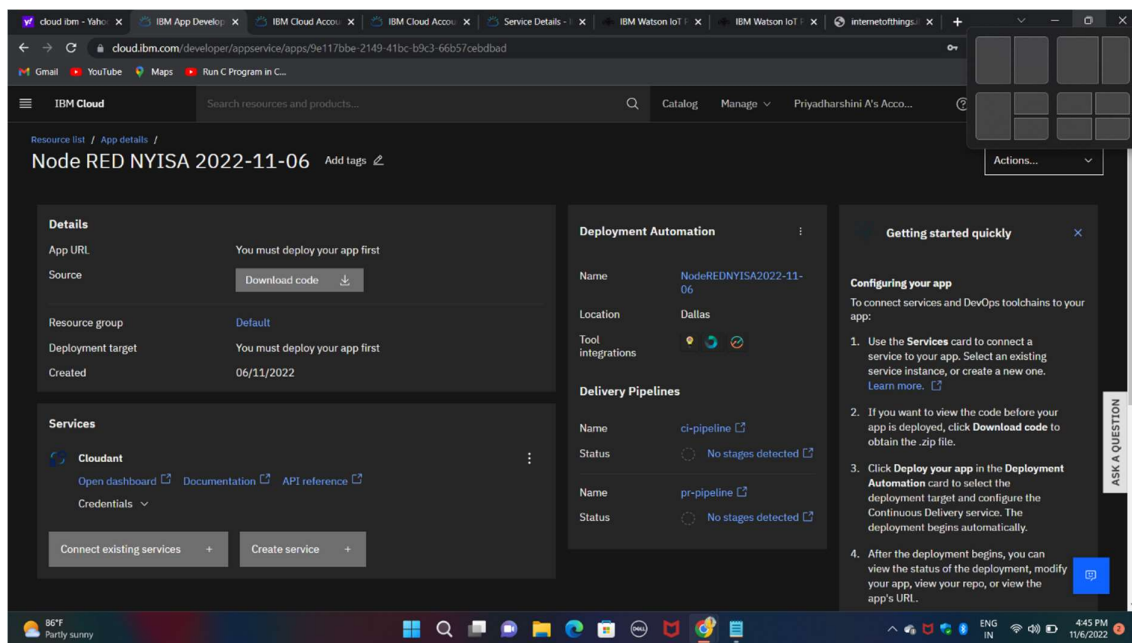 cloud ibm - Yaho
IBM App Develop
IBM Cloud Accou
IBM Cloud Accou
Service Details -
IBM Watson IoT P
IBM Watson IoT P
internetofthings.i
cloud.ibm.com/developer/appservice/apps/9e117bbe-2149-41bc-b9c3-66b57cebdbad
Gmail YouTube Maps Run C Program in C...
IBM Cloud Search resources and products... Catalog Manage Priyadharshini A's Acco...
Resource list / App details /
Node RED NYISA 2022-11-06 Add tags
Actions...
Details
App URL You must deploy your app first
Source Download code
Resource group Default
Deployment target You must deploy your app first
Created 06/11/2022
Services
Cloudant
Open dashboard Documentation API reference
Credentials
Connect existing services + Create service +
Deployment Automation
Name NodeREDNYISA2022-11-
06
Location Dallas
Tool
integrations
Delivery Pipelines
Name ci-pipeline
Status No stages detected
Name pr-pipeline
Status No stages detected
Getting started quickly
Configuring your app
To connect services and DevOps toolchains to your
app:
1. Use the Services card to connect a
service to your app. Select an existing
service instance, or create a new one.
Learn more.
2. If you want to view the code before your
app is deployed, click Download code to
obtain the .zip file.
3. Click Deploy your app in the Deployment
Automation card to select the
deployment target and configure the
Continuous Delivery service. The
deployment begins automatically.
4. After the deployment begins, you can
view the status of the deployment, modify
your app, view your repo, or view the
app's URL.
ASK A QUESTION
86°F
Partly sunny
DELL
ENG
IN
4:45 PM
11/6/2022